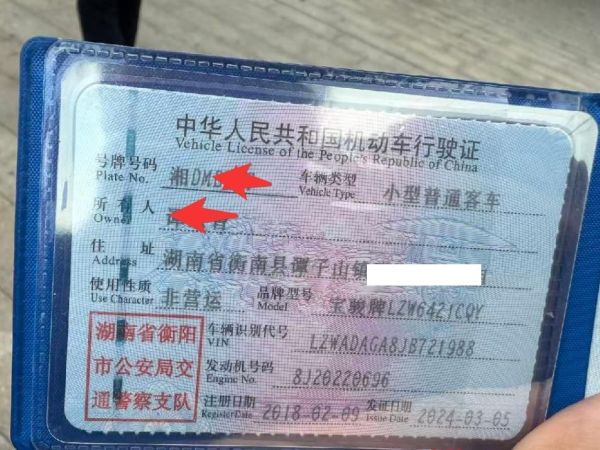 中华人民共和国机动车行驶证
Vehicle License of the People's Republic of China
号牌号码 湘DM 车辆类型 小型普通客车
Plate No. Vehicle Type
所有人
Owner
住址 湖南省衡南县谭子山镇
Address
使用性质 非营运 品牌型号 宝骏牌LZW6421CQY
Use Character Model
湖南省衡阳
市公安局交
通警察支队
车辆识别代号 LZWADAGA8JB721988
VIN
发动机号码 8J20220696
Engine No.
注册日期 2018-02-09 发证日期 2024-03-05
Register Date Issue Date